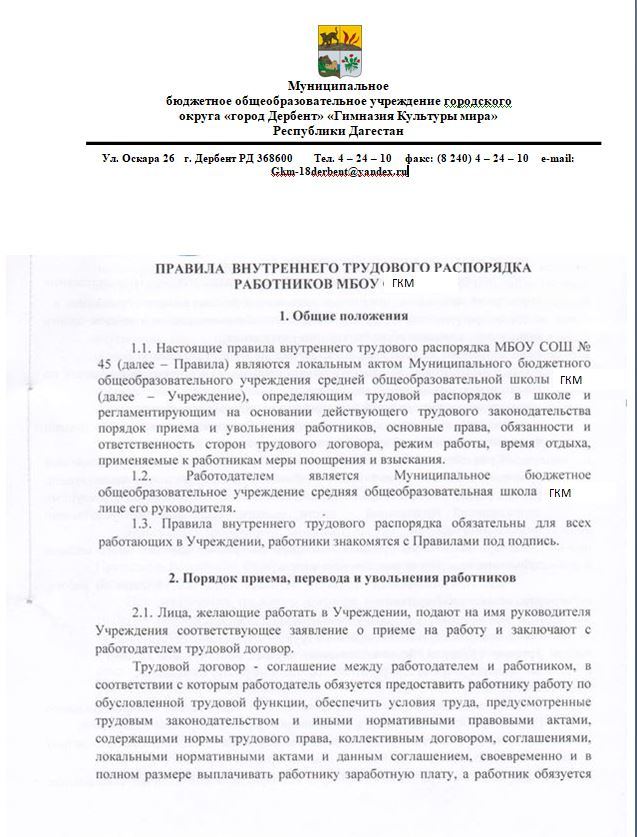 Муниципальное
бюджетное общеобразовательное учреждение городского
округа «город Дербент» «Гимназия Культуры мира»
Республики Дагестан
Ул. Оскара 26 г. Дербент РД 368600 Тел. 4 – 24 – 10 факс: (8 240) 4 – 24 – 10 e-mail:
Gkm-18derbent@yandex.ru
ПРАВИЛА ВНУТРЕННЕГО ТРУДОВОГО РАСПОРЯДКА
РАБОТНИКОВ МБОУ ГКМ
1. Общие положения
1.1. Настоящие правила внутреннего трудового распорядка МБОУ СОШ №
45 (далее – Правила) являются локальным актом Муниципального бюджетного
общеобразовательного учреждения средней общеобразовательной школы ГКМ
(далее – Учреждение), определяющим трудовой распорядок в школе и
регламентирующим на основании действующего трудового законодательства
порядок приема и увольнения работников, основные права, обязанности и
ответственность сторон трудового договора, режим работы, время отдыха,
применяемые к работникам меры поощрения и взыскания.
1.2. Работодателем является Муниципальное бюджетное
общеобразовательное учреждение средняя общеобразовательная школа ГКМ
лице его руководителя.
1.3. Правила внутреннего трудового распорядка обязательны для всех
работающих в Учреждении, работники знакомятся с Правилами под подпись.
2. Порядок приема, перевода и увольнения работников
2.1. Лица, желающие работать в Учреждении, подают на имя руководителя
Учреждения соответствующее заявление о приеме на работу и заключают с
работодателем трудовой договор.
Трудовой договор - соглашение между работодателем и работником, в
соответствии с которым работодатель обязуется предоставить работнику работу по
обусловленной трудовой функции, обеспечить условия труда, предусмотренные
трудовым законодательством и иными нормативными правовыми актами,
содержащими нормы трудового права, коллективным договором, соглашениями,
локальными нормативными актами и данным соглашением, своевременно и в
полном размере выплачивать работнику заработную плату, а работник обязуется